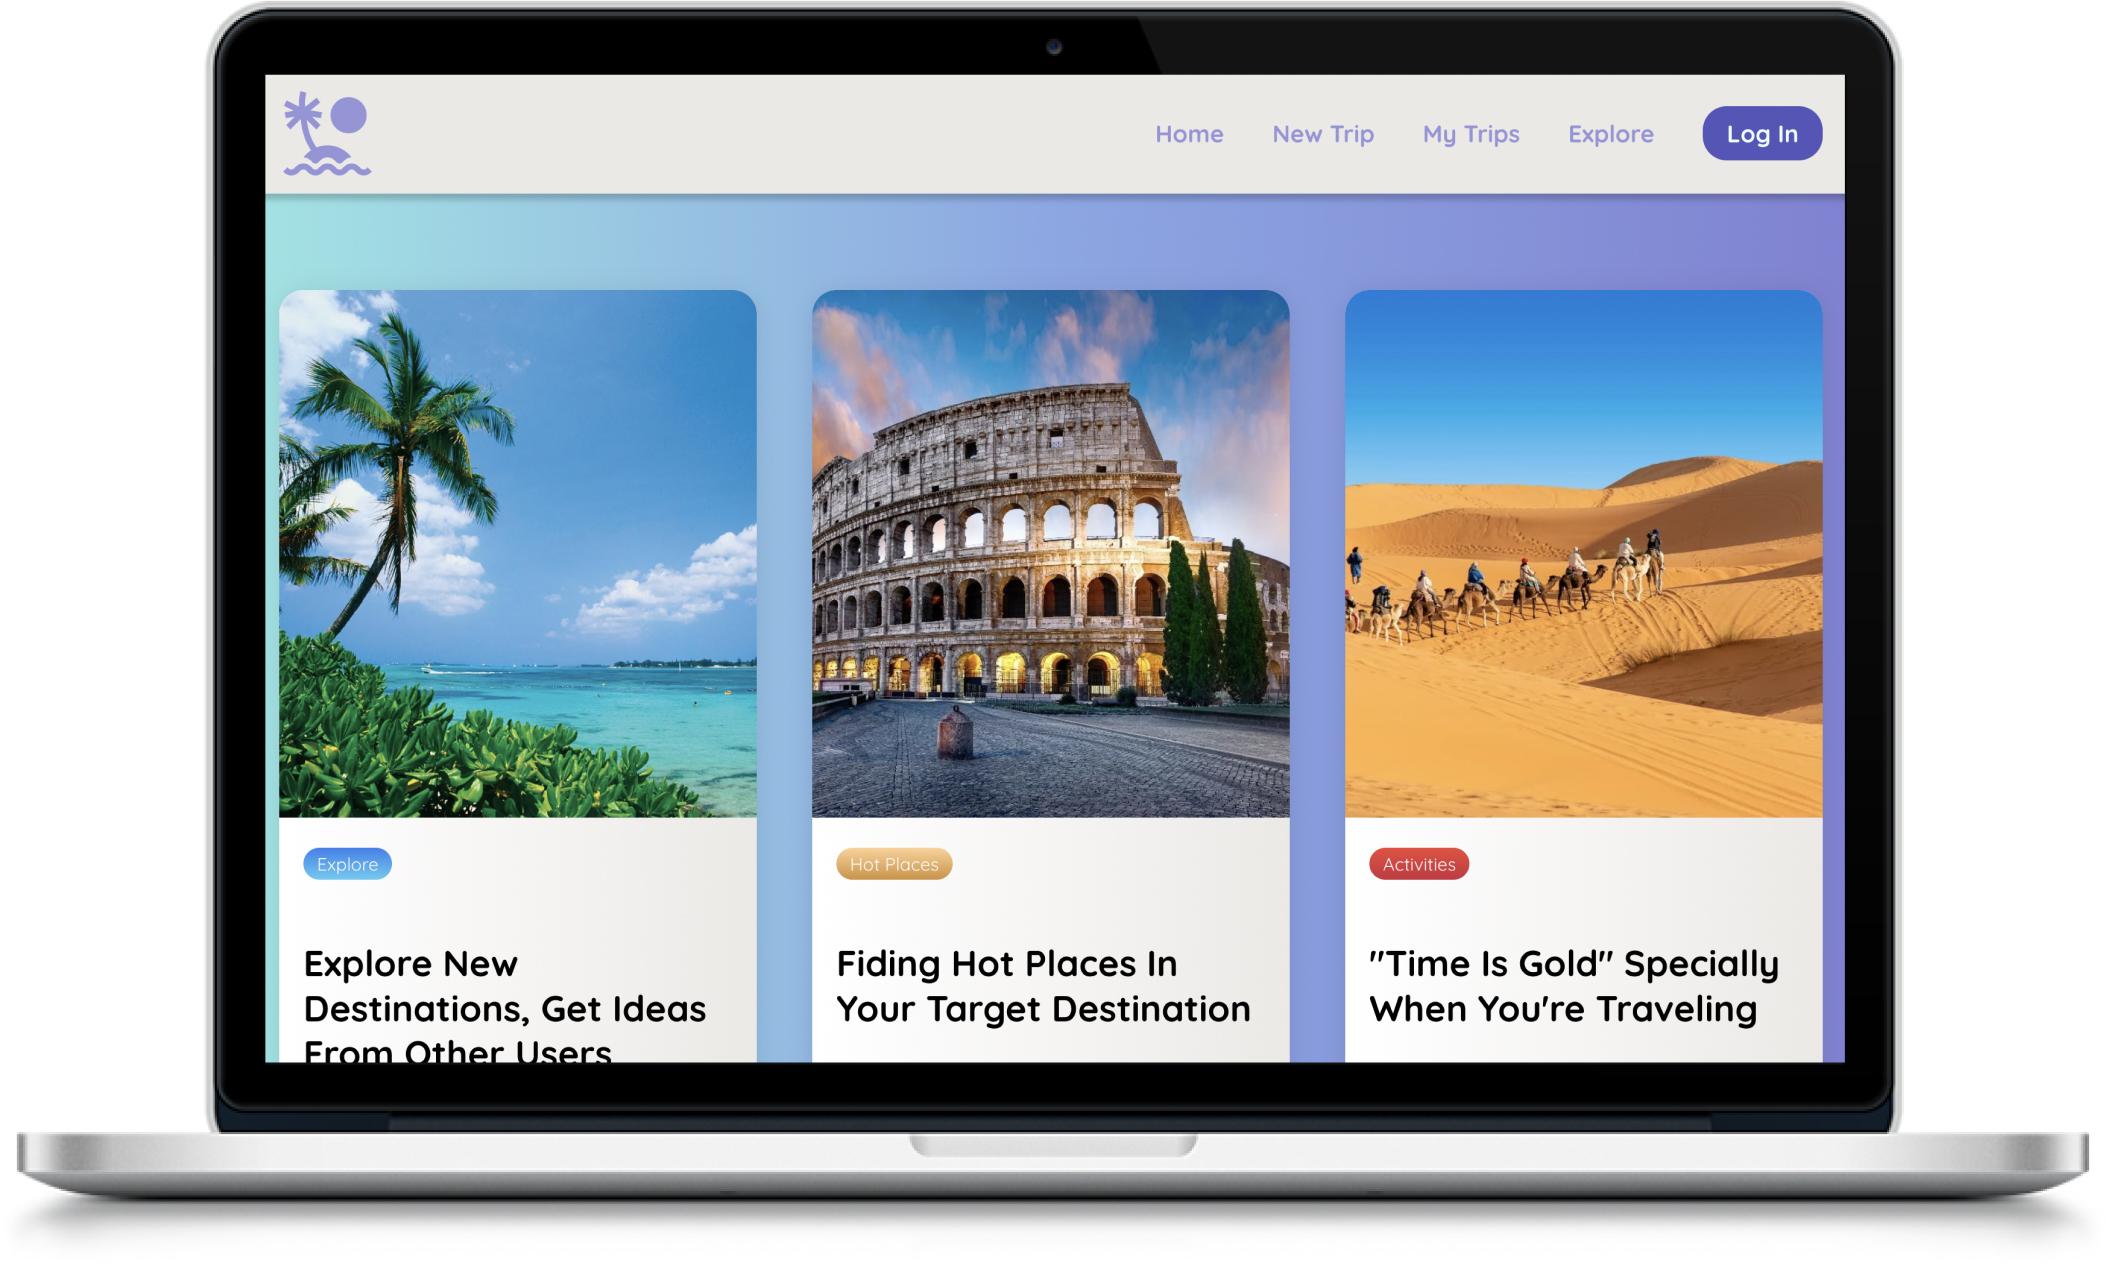 Home New Trip My Trips Explore Log In
Explore
Explore New
Destinations, Get Ideas
From Other Users
Hot Places
Fiding Hot Places In
Your Target Destination
Activities
"Time Is Gold" Specially
When You're Traveling